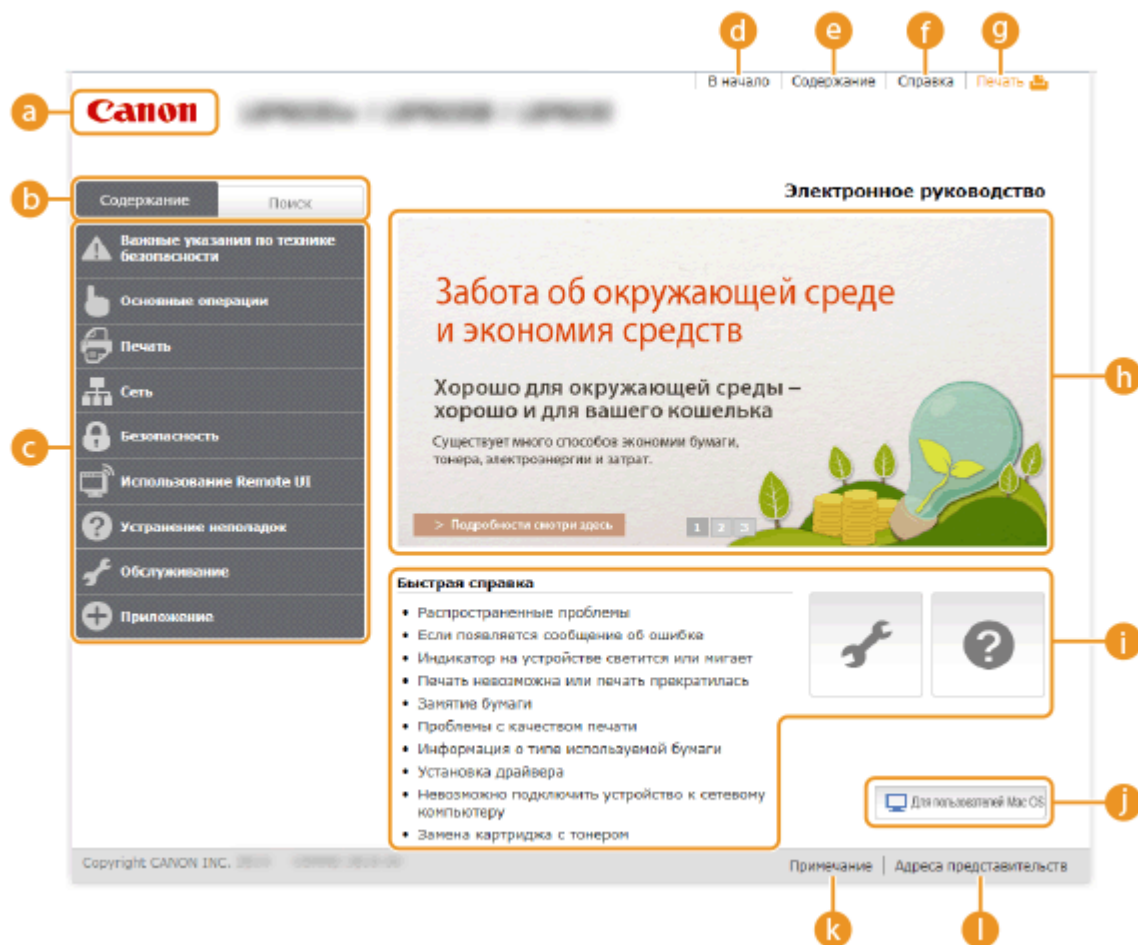 d e f g
В начало | Содержание | Справка | Печать
a Canon
b Содержание Поиск
Электронное руководство
c
Важные указания по технике
безопасности
Основные операции
Печать
Сеть
Безопасность
Использование Remote UI
Устранение неполадок
Обслуживание
Приложение
h
Забота об окружающей среде
и экономия средств
Хорошо для окружающей среды –
хорошо и для вашего кошелька
Существует много способов экономии бумаги,
тонера, электроэнергии и затрат.
> Подробности смотри здесь 1 2 3
i
Быстрая справка
• Распространенные проблемы
• Если появляется сообщение об ошибке
• Индикатор на устройстве светится или мигает
• Печать невозможна или печать прекратилась
• Замятие бумаги
• Проблемы с качеством печати
• Информация о типе используемой бумаги
• Установка драйвера
• Невозможно подключить устройство к сетевому
компьютеру
• Замена картриджа с тонером
Для пользователей Mac OS j
Copyright CANON INC.
Примечание | Адреса представительств
k l